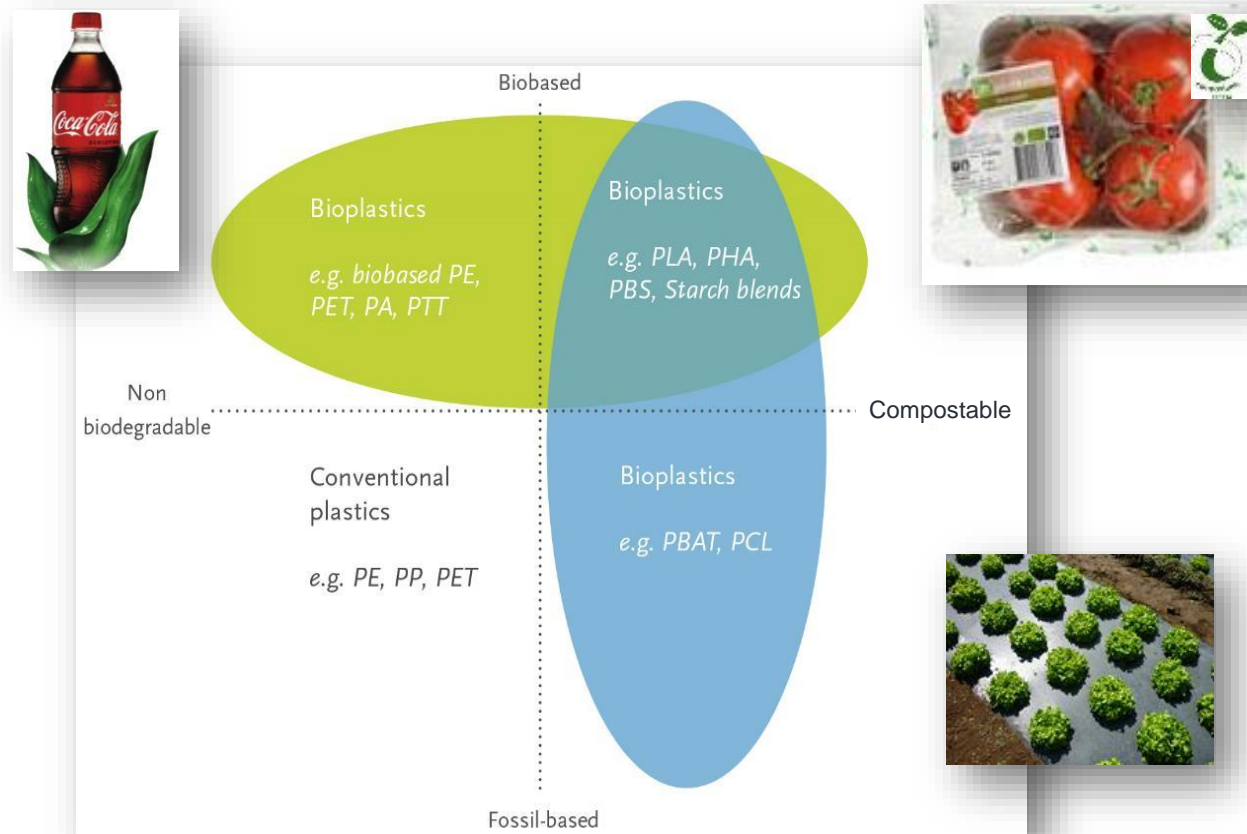 Biobased
Coca-Cola
Bioplastics
e.g. biobased PE,
PET, PA, PTT
Bioplastics
e.g. PLA, PHA,
PBS, Starch blends
Non
biodegradable
Compostable
Conventional
plastics
e.g. PE, PP, PET
Bioplastics
e.g. PBAT, PCL
Fossil-based